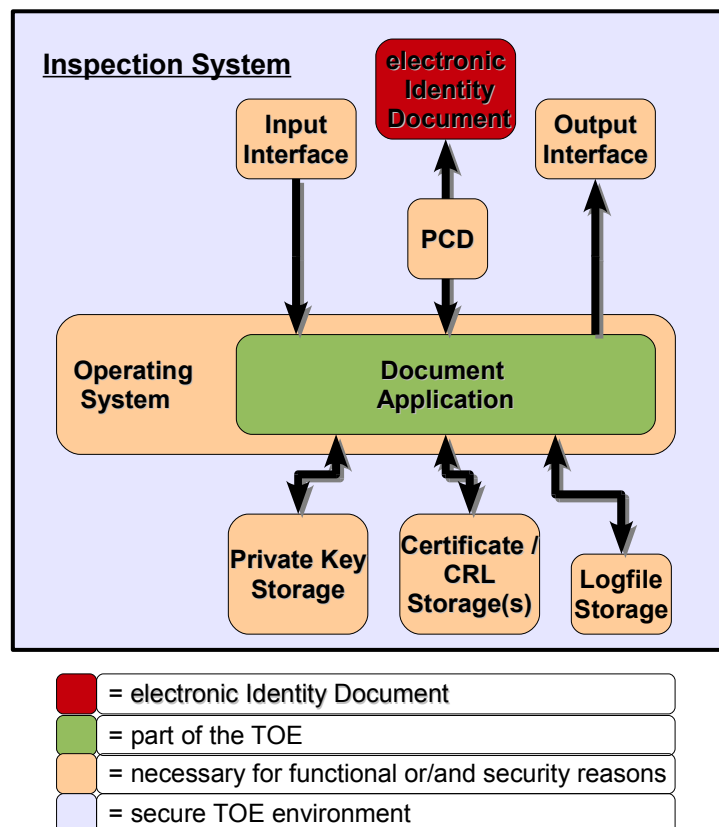 Inspection System
electronic
Identity
Document
Input
Interface
Output
Interface
PCD
Operating
System
Document
Application
Private Key
Storage
Certificate /
CRL
Storage(s)
Logfile
Storage
= electronic Identity Document
= part of the TOE
= necessary for functional or/and security reasons
= secure TOE environment